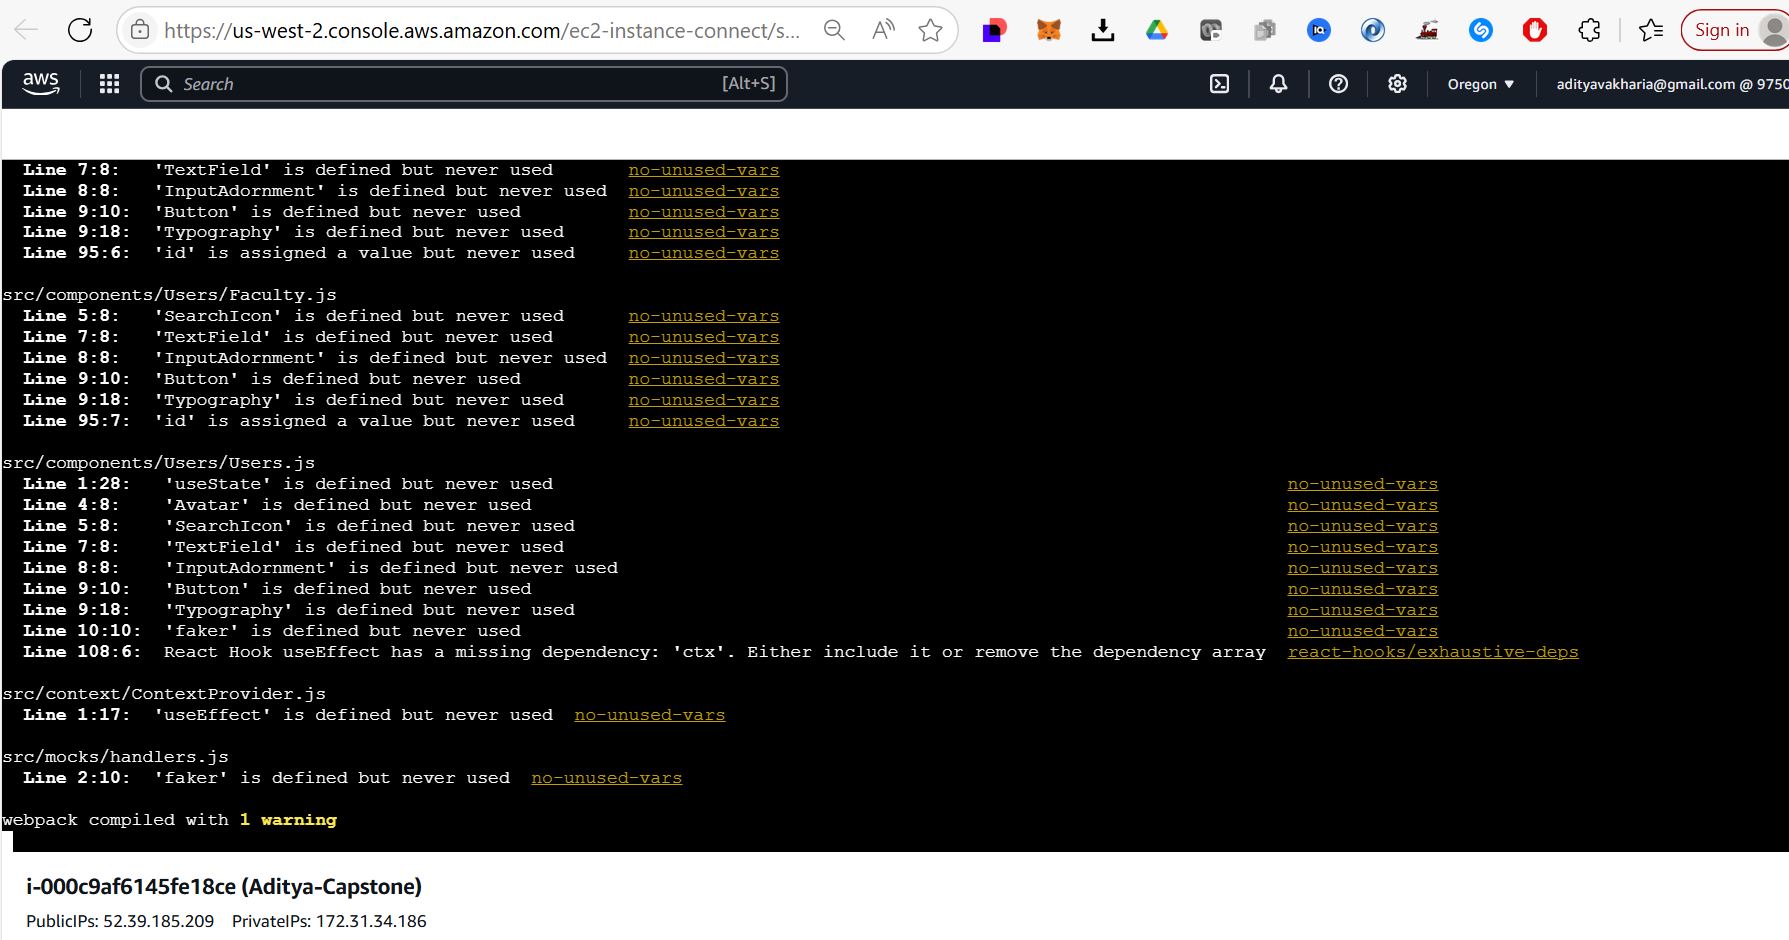 https://us-west-2.console.aws.amazon.com/ec2-instance-connect/s...
Sign in
aws
Search [Alt+S]
Oregon
adityavakharia@gmail.com @ 9750
Line 7:8: 'TextField' is defined but never used no-unused-vars
Line 8:8: 'InputAdornment' is defined but never used no-unused-vars
Line 9:10: 'Button' is defined but never used no-unused-vars
Line 9:18: 'Typography' is defined but never used no-unused-vars
Line 95:6: 'id' is assigned a value but never used no-unused-vars
src/components/Users/Faculty.js
Line 5:8: 'SearchIcon' is defined but never used no-unused-vars
Line 7:8: 'TextField' is defined but never used no-unused-vars
Line 8:8: 'InputAdornment' is defined but never used no-unused-vars
Line 9:10: 'Button' is defined but never used no-unused-vars
Line 9:18: 'Typography' is defined but never used no-unused-vars
Line 95:7: 'id' is assigned a value but never used no-unused-vars
src/components/Users/Users.js
Line 1:28: 'useState' is defined but never used no-unused-vars
Line 4:8: 'Avatar' is defined but never used no-unused-vars
Line 5:8: 'SearchIcon' is defined but never used no-unused-vars
Line 7:8: 'TextField' is defined but never used no-unused-vars
Line 8:8: 'InputAdornment' is defined but never used no-unused-vars
Line 9:10: 'Button' is defined but never used no-unused-vars
Line 9:18: 'Typography' is defined but never used no-unused-vars
Line 10:10: 'faker' is defined but never used no-unused-vars
Line 108:6: React Hook useEffect has a missing dependency: 'ctx'. Either include it or remove the dependency array react-hooks/exhaustive-deps
src/context/ContextProvider.js
Line 1:17: 'useEffect' is defined but never used no-unused-vars
src/mocks/handlers.js
Line 2:10: 'faker' is defined but never used no-unused-vars
webpack compiled with 1 warning
i-000c9af6145fe18ce (Aditya-Capstone)
PublicIPs: 52.39.185.209 PrivateIPs: 172.31.34.186